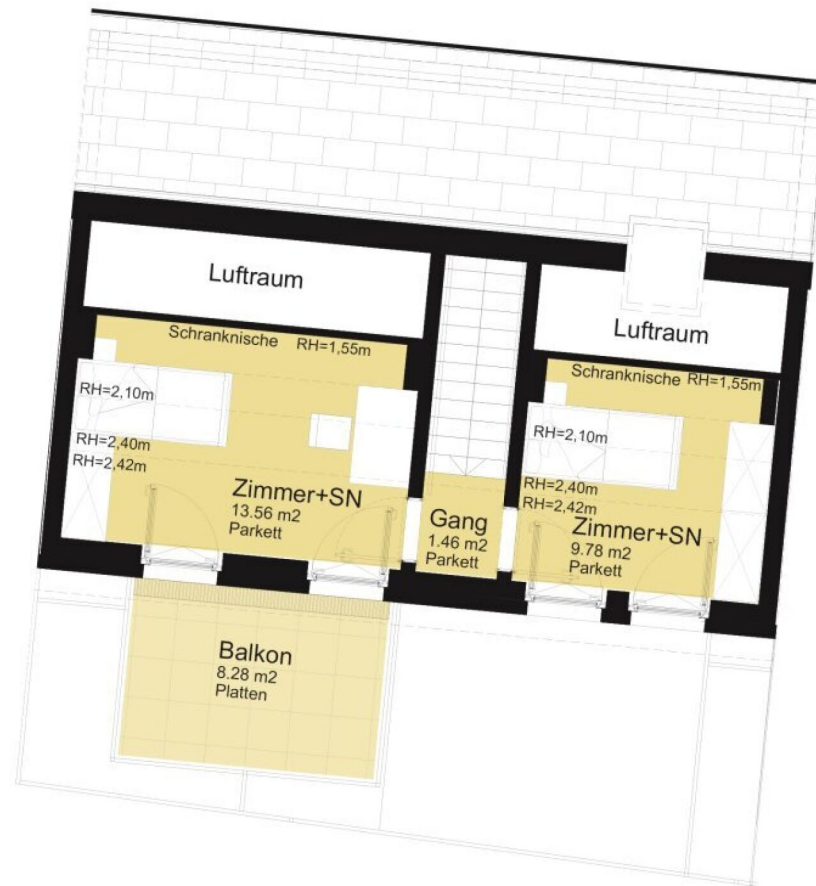 Luftraum
Schranknische RH=1,55m
RH=2,10m
RH=2,40m
RH=2,42m
Zimmer+SN
13.56 m2
Parkett
Gang
1.46 m2
Parkett
Luftraum
Schranknische RH=1,55m
RH=2,10m
RH=2,40m
RH=2,42m
Zimmer+SN
9.78 m2
Parkett
Balkon
8.28 m2
Platten